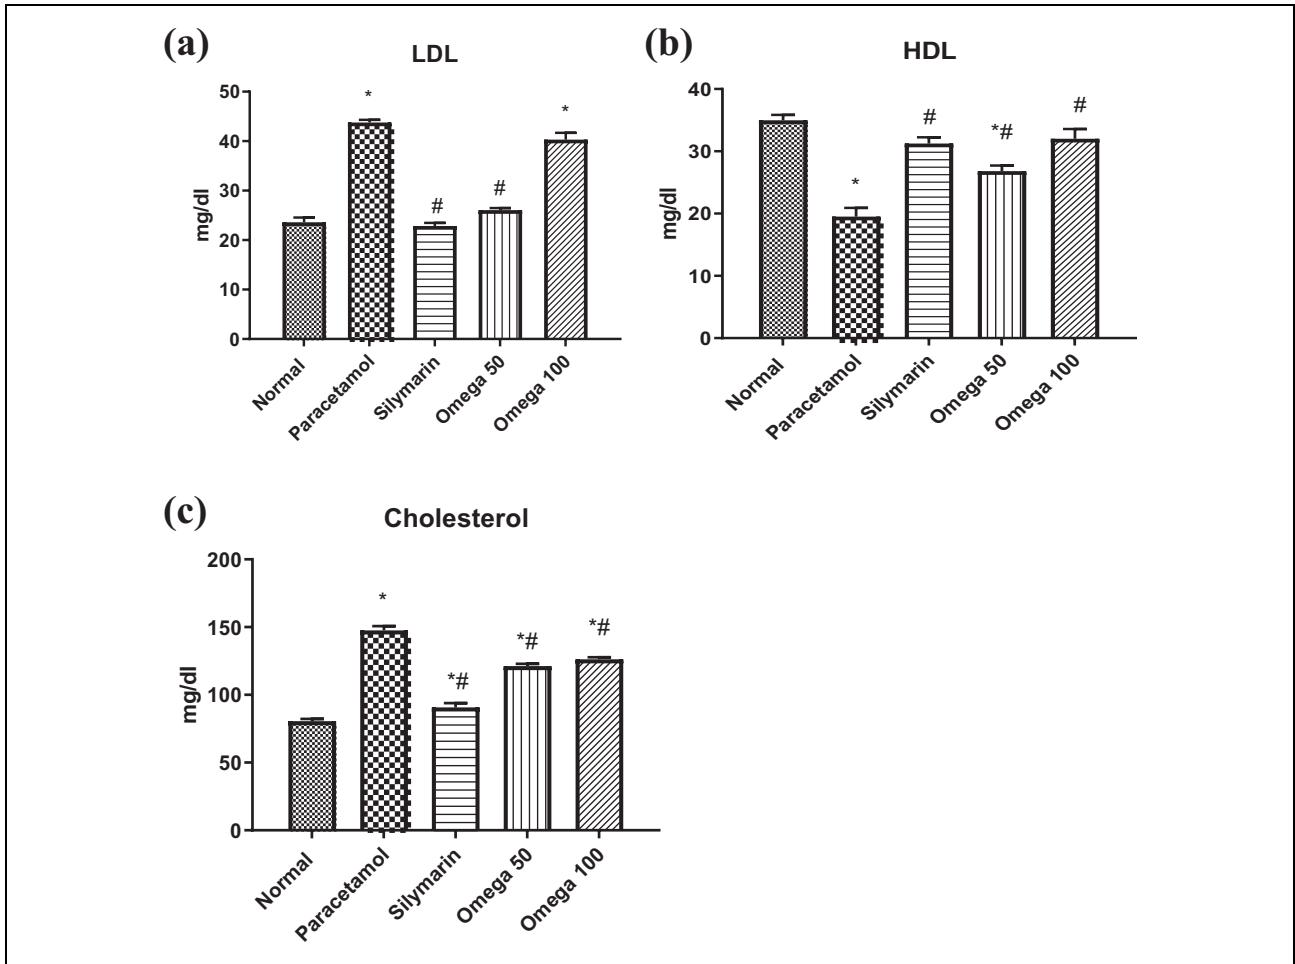 (a)
LDL
50
40
30
20
10
0
mg/dl
*
#
#
*
Normal
Paracetamol
Silymarin
Omega 50
Omega 100
(b)
HDL
40
30
20
10
0
mg/dl
*
#
*#
#
Normal
Paracetamol
Silymarin
Omega 50
Omega 100
(c)
Cholesterol
200
150
100
50
0
mg/dl
*
*#
*#
*#
Normal
Paracetamol
Silymarin
Omega 50
Omega 100